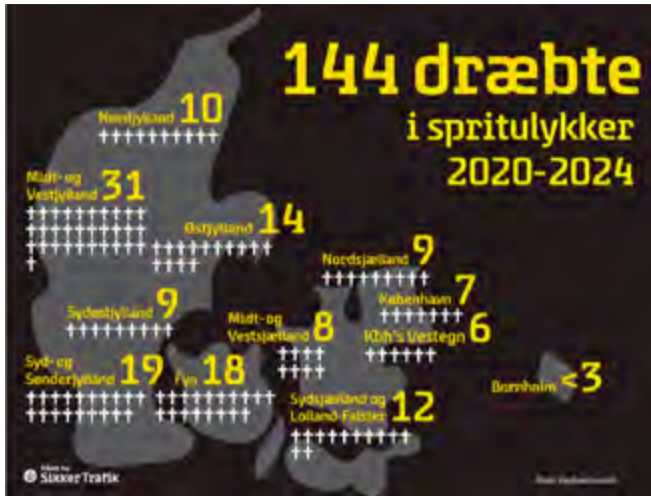 144 dræbte
i spritulykker
2020-2024
Nordjylland 10
Midt- og
Vestjylland 31
Østjylland 14
Nordsjælland 9
København 7
Sydøstjylland 9
Midt- og
Vestsjælland 8
Kbh's Vestegn 6
Syd- og
Sønderjylland 19
Fyn 18
Bornholm <3
Sydsjælland og
Lolland-Falster 12
Sikker Trafik